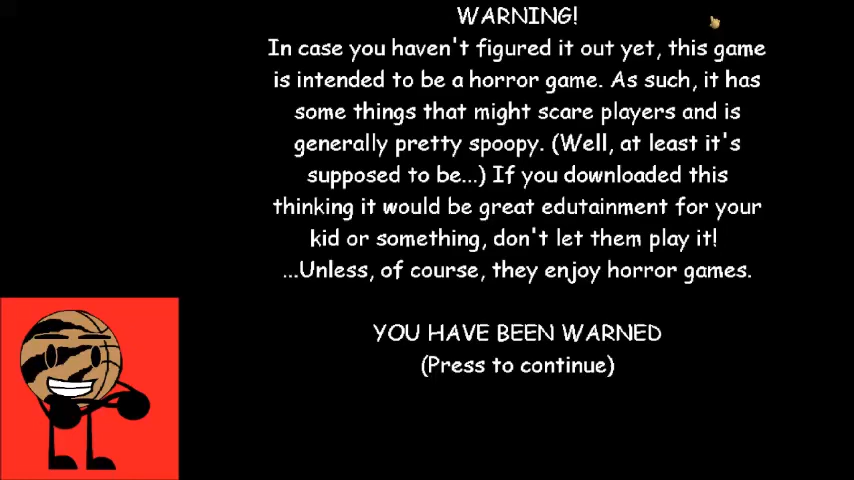 WARNING!
In case you haven't figured it out yet, this game
is intended to be a horror game. As such, it has
some things that might scare players and is
generally pretty spoopy. (Well, at least it's
supposed to be...) If you downloaded this
thinking it would be great edutainment for your
kid or something, don't let them play it!
...Unless, of course, they enjoy horror games.
YOU HAVE BEEN WARNED
(Press to continue)